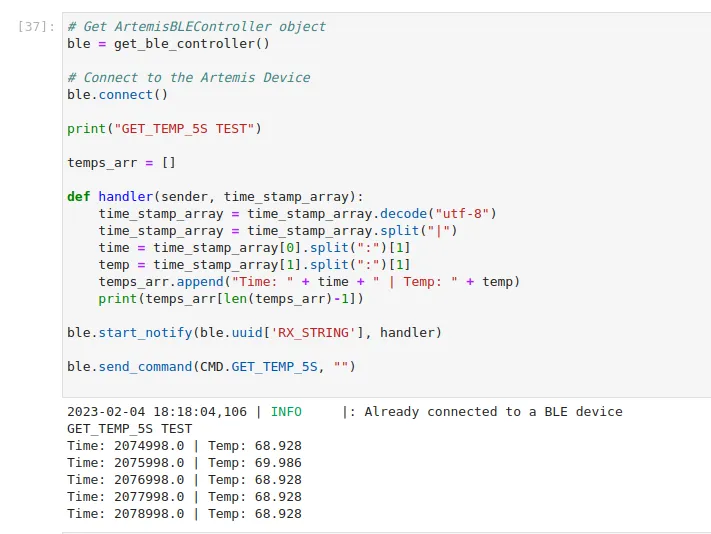 [37]: # Get ArtemisBLEController object
ble = get_ble_controller()

# Connect to the Artemis Device
ble.connect()

print("GET_TEMP_5S TEST")

temps_arr = []

def handler(sender, time_stamp_array):
    time_stamp_array = time_stamp_array.decode("utf-8")
    time_stamp_array = time_stamp_array.split("|")
    time = time_stamp_array[0].split(":")[1]
    temp = time_stamp_array[1].split(":")[1]
    temps_arr.append("Time: " + time + " | Temp: " + temp)
    print(temps_arr[len(temps_arr)-1])

ble.start_notify(ble.uuid['RX_STRING'], handler)

ble.send_command(CMD.GET_TEMP_5S, "")

2023-02-04 18:18:04,106 | INFO     |: Already connected to a BLE device
GET_TEMP_5S TEST
Time: 2074998.0 | Temp: 68.928
Time: 2075998.0 | Temp: 69.986
Time: 2076998.0 | Temp: 68.928
Time: 2077998.0 | Temp: 68.928
Time: 2078998.0 | Temp: 68.928